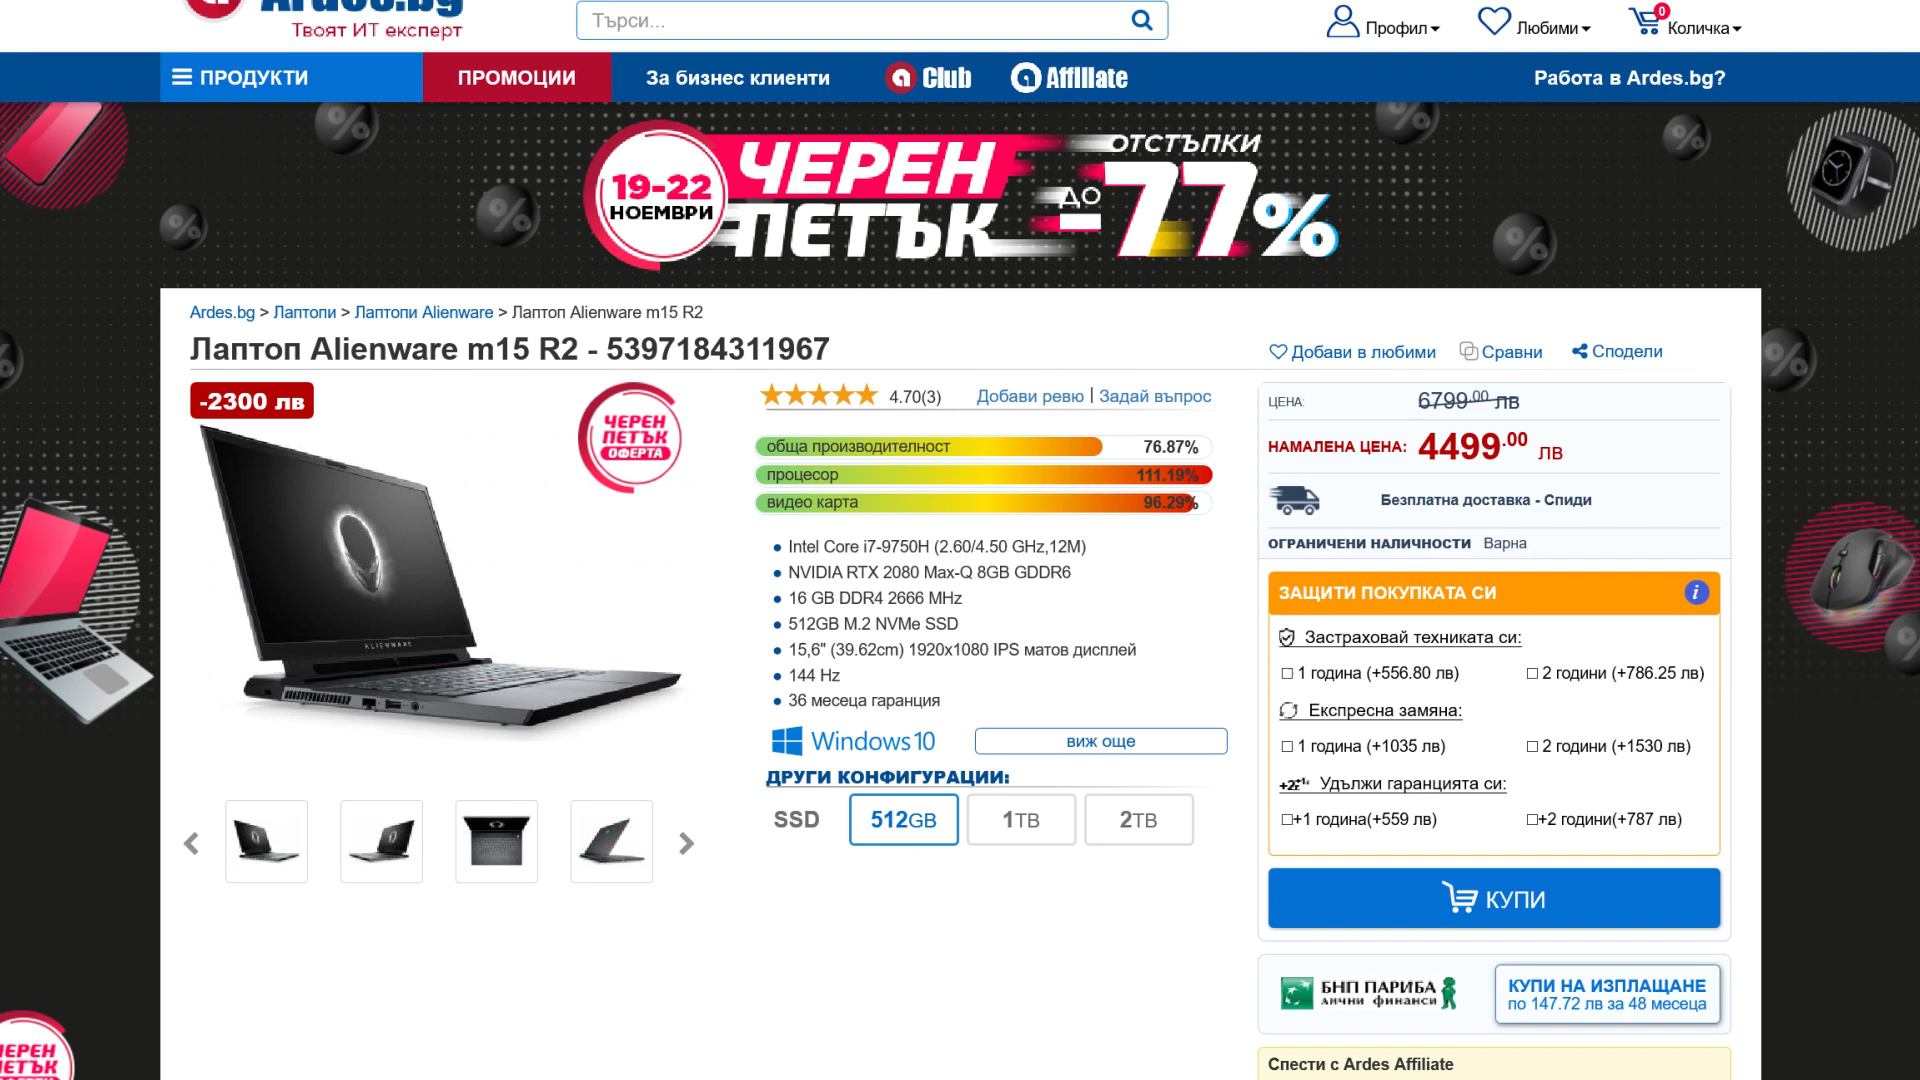 Ardes.bg
Твоят ИТ експерт
Търси...
Профил
Любими
0
Количка
ПРОДУКТИ
ПРОМОЦИИ
За бизнес клиенти
a Club
a Affiliate
Работа в Ardes.bg?
19-22
НОЕМВРИ
ЧЕРЕН
ПЕТЪК
ОТСТЪПКИ
ДО
-77%
Ardes.bg > Лаптопи > Лаптопи Alienware > Лаптоп Alienware m15 R2
Лаптоп Alienware m15 R2 - 5397184311967
Добави в любими
Сравни
Сподели
-2300 лв
ЧЕРЕН
ПЕТЪК
ОФЕРТА
ALIENWARE
4.70(3)
Добави ревю | Задай въпрос
обща производителност 76.87%
процесор 111.19%
видео карта 96.29%
Intel Core i7-9750H (2.60/4.50 GHz,12M)
NVIDIA RTX 2080 Max-Q 8GB GDDR6
16 GB DDR4 2666 MHz
512GB M.2 NVMe SSD
15,6" (39.62cm) 1920x1080 IPS матов дисплей
144 Hz
36 месеца гаранция
Windows 10
виж още
ДРУГИ КОНФИГУРАЦИИ:
SSD
512GB
1TB
2TB
ЦЕНА: 6799.00 лв
НАМАЛЕНА ЦЕНА: 4499.00 ЛВ
Безплатна доставка - Спиди
ОГРАНИЧЕНИ НАЛИЧНОСТИ Варна
ЗАЩИТИ ПОКУПКАТА СИ
i
Застраховай техниката си:
1 година (+556.80 лв)
2 години (+786.25 лв)
Експресна замяна:
1 година (+1035 лв)
2 години (+1530 лв)
Удължи гаранцията си:
+1 година(+559 лв)
+2 години(+787 лв)
КУПИ
БНП ПАРИБА
лични финанси
КУПИ НА ИЗПЛАЩАНЕ
по 147.72 лв за 48 месеца
Спести с Ardes Affiliate
ЧЕРЕН
ПЕТЪК